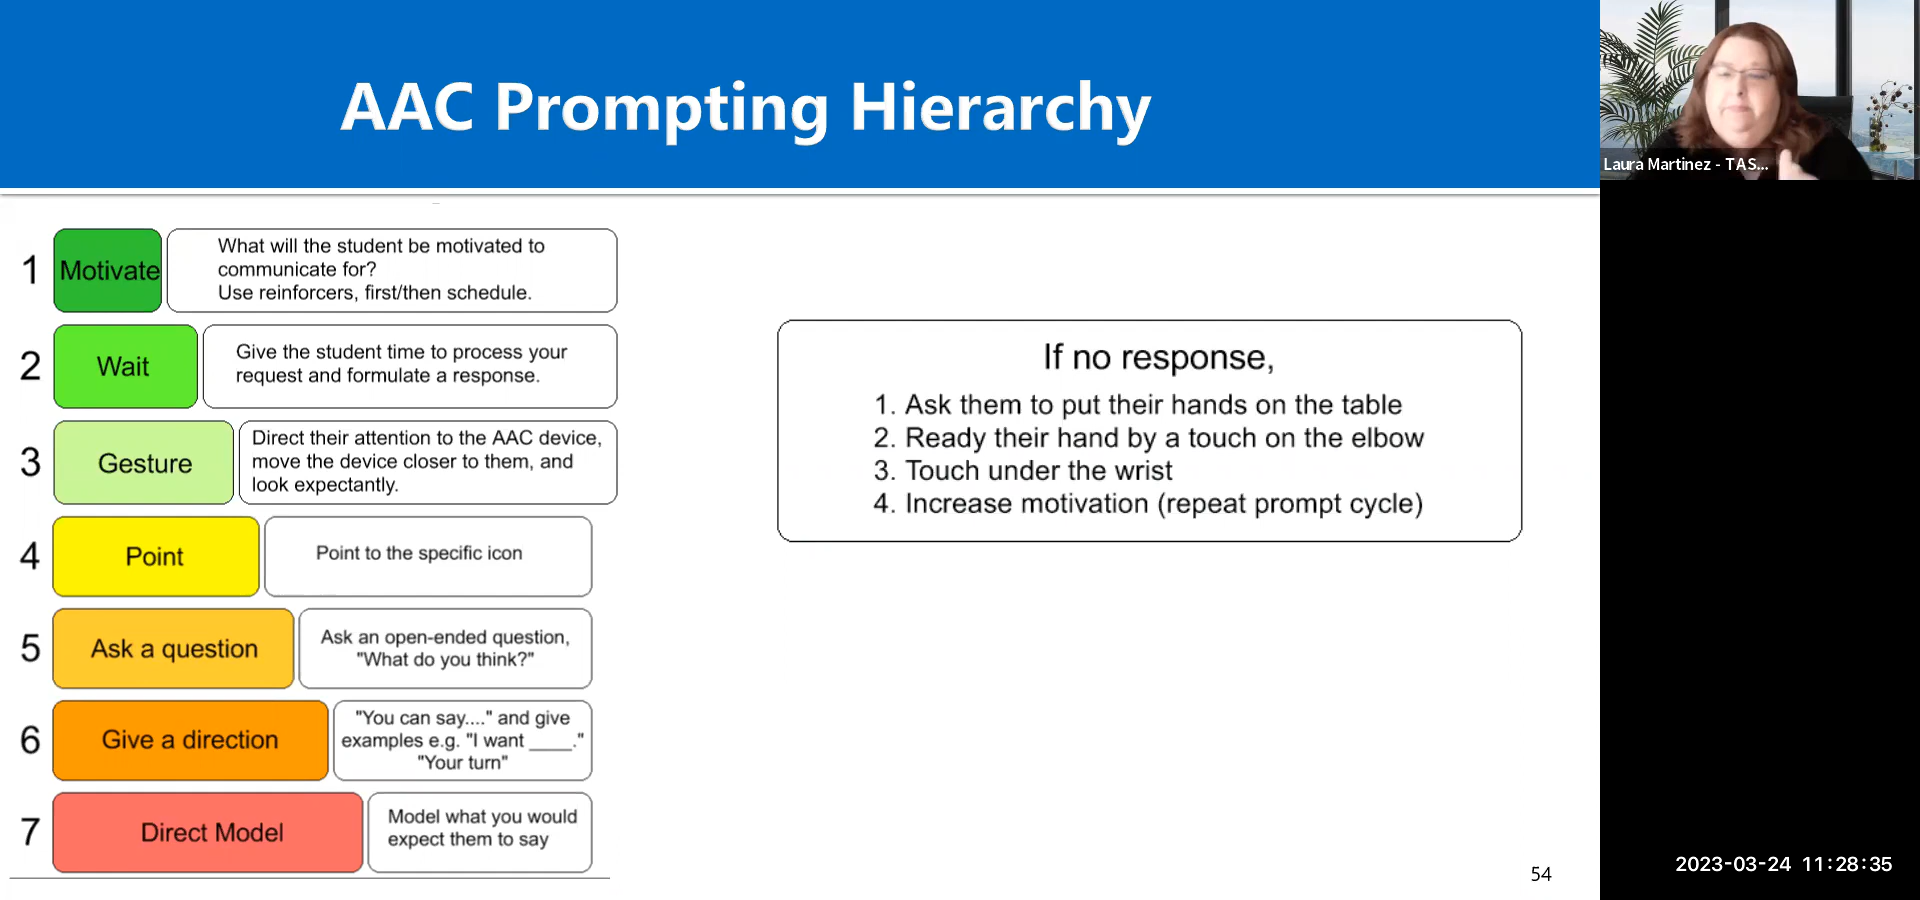 AAC Prompting Hierarchy
Laura Martinez - TAS...
1
Motivate
What will the student be motivated to
communicate for?
Use reinforcers, first/then schedule.
2
Wait
Give the student time to process your
request and formulate a response.
3
Gesture
Direct their attention to the AAC device,
move the device closer to them, and
look expectantly.
4
Point
Point to the specific icon
5
Ask a question
Ask an open-ended question,
"What do you think?"
6
Give a direction
"You can say...." and give
examples e.g. "I want ____."
"Your turn"
7
Direct Model
Model what you would
expect them to say
If no response,
1. Ask them to put their hands on the table
2. Ready their hand by a touch on the elbow
3. Touch under the wrist
4. Increase motivation (repeat prompt cycle)
54
2023-03-24 11:28:35